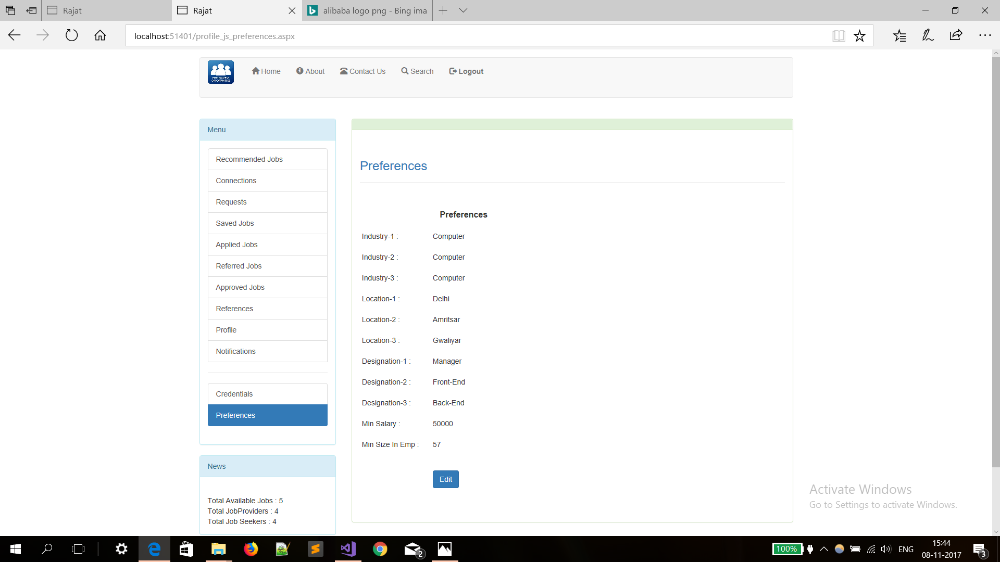 Rajat
Rajat
alibaba logo png - Bing ima
localhost:51401/profile_js_preferences.aspx
EMPLOYMENT
OPPORTUNITIES
Home
About
Contact Us
Search
Logout
Menu
Recommended Jobs
Connections
Requests
Saved Jobs
Applied Jobs
Referred Jobs
Approved Jobs
References
Profile
Notifications
Credentials
Preferences
News
Total Available Jobs : 5
Total JobProviders : 4
Total Job Seekers : 4
Preferences
Preferences
Industry-1 : Computer
Industry-2 : Computer
Industry-3 : Computer
Location-1 : Delhi
Location-2 : Amritsar
Location-3 : Gwaliyar
Designation-1 : Manager
Designation-2 : Front-End
Designation-3 : Back-End
Min Salary : 50000
Min Size In Emp : 57
Edit
Activate Windows
Go to Settings to activate Windows.
2
100%
ENG
15:44
08-11-2017
3